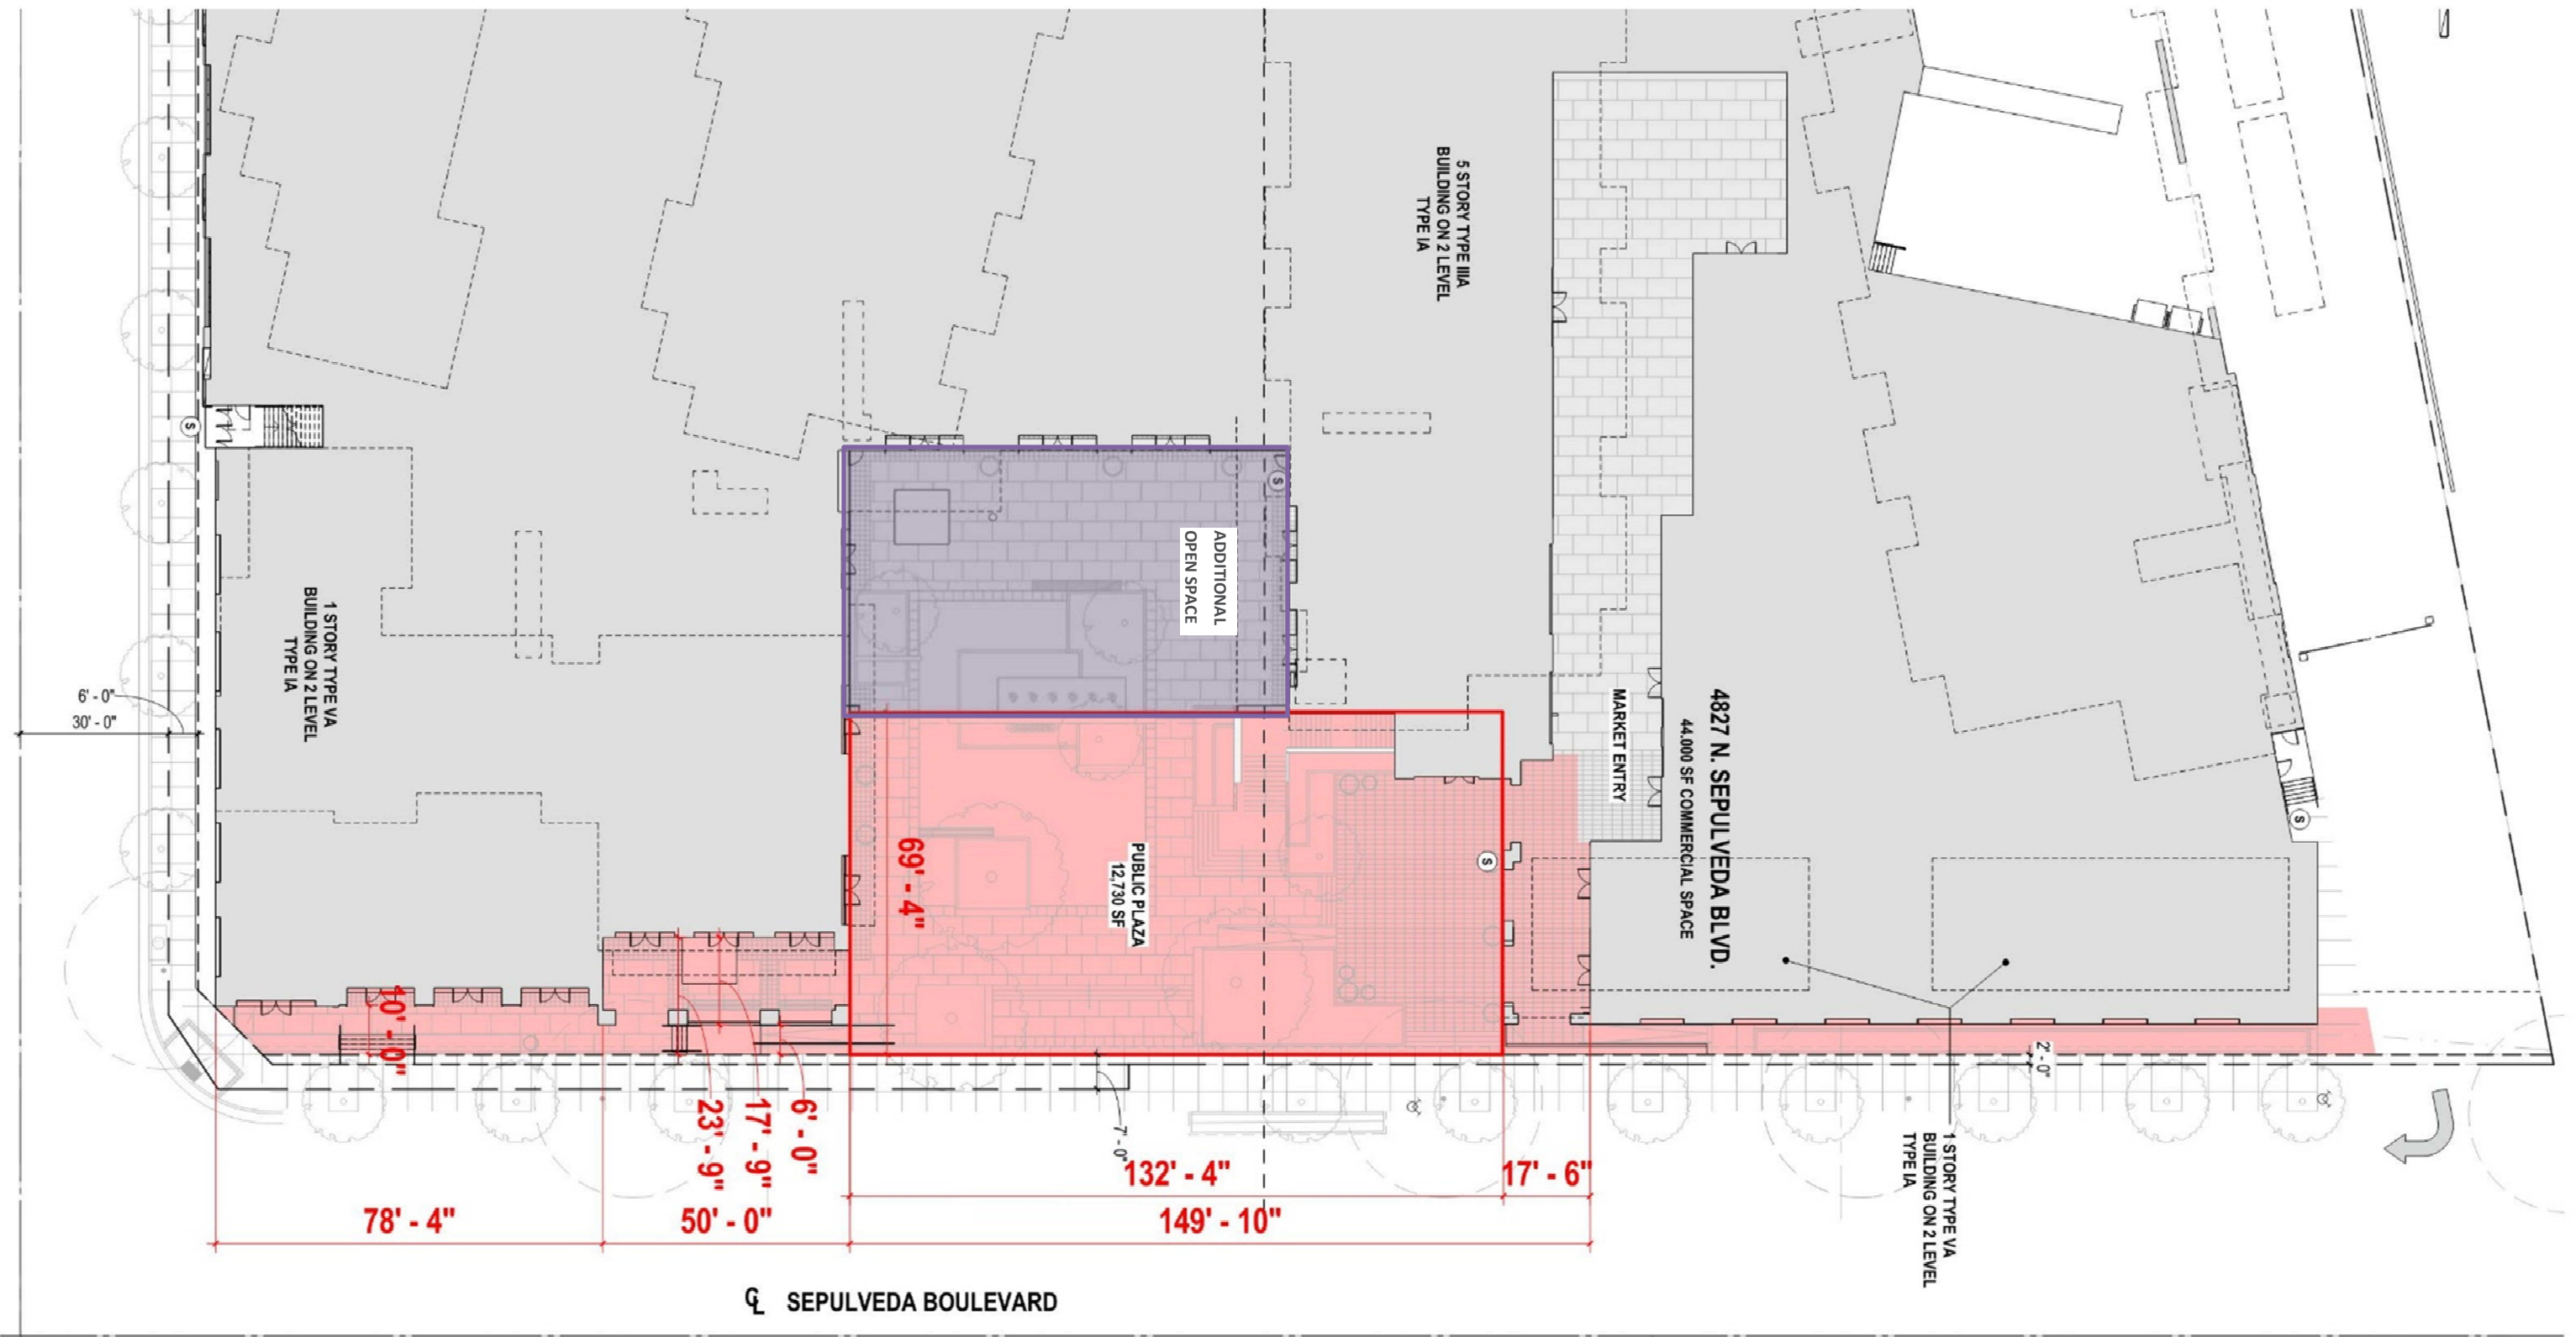 5 STORY TYPE IIIA
BUILDING ON 2 LEVEL
TYPE IA
S
S
ADDITIONAL
OPEN SPACE
1 STORY TYPE VA
BUILDING ON 2 LEVEL
TYPE IA
6' - 0"
30' - 0"
4827 N. SEPULVEDA BLVD.
44,000 SF COMMERCIAL SPACE
MARKET ENTRY
S
S
69' - 4"
PUBLIC PLAZA
12,730 SF
10' - 0"
2' - 0"
6' - 0"
17' - 9"
23' - 9"
7' - 0"
132' - 4"
17' - 6"
78' - 4"
50' - 0"
149' - 10"
1 STORY TYPE VA
BUILDING ON 2 LEVEL
TYPE IA
CL SEPULVEDA BOULEVARD